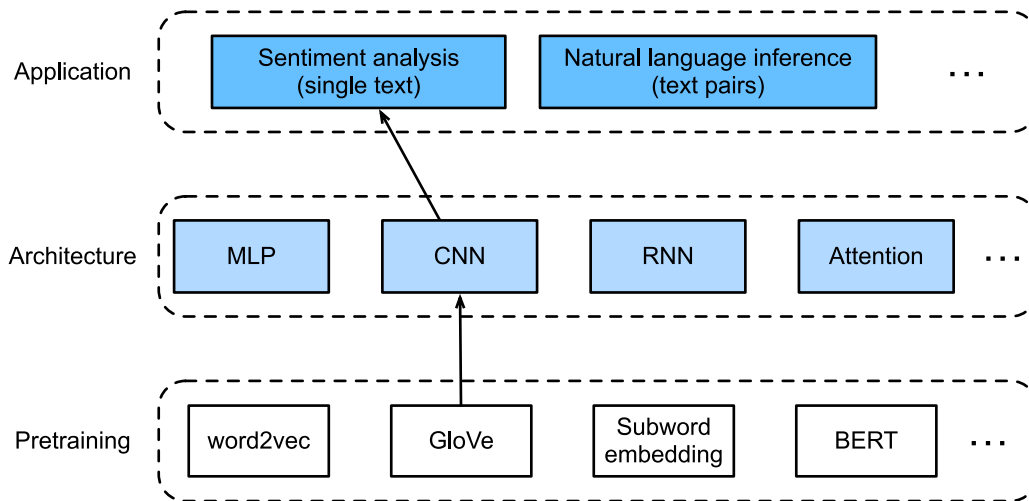 Application
Sentiment analysis
(single text)
Natural language inference
(text pairs)
...
Architecture
MLP
CNN
RNN
Attention
...
Pretraining
word2vec
GloVe
Subword
embedding
BERT
...